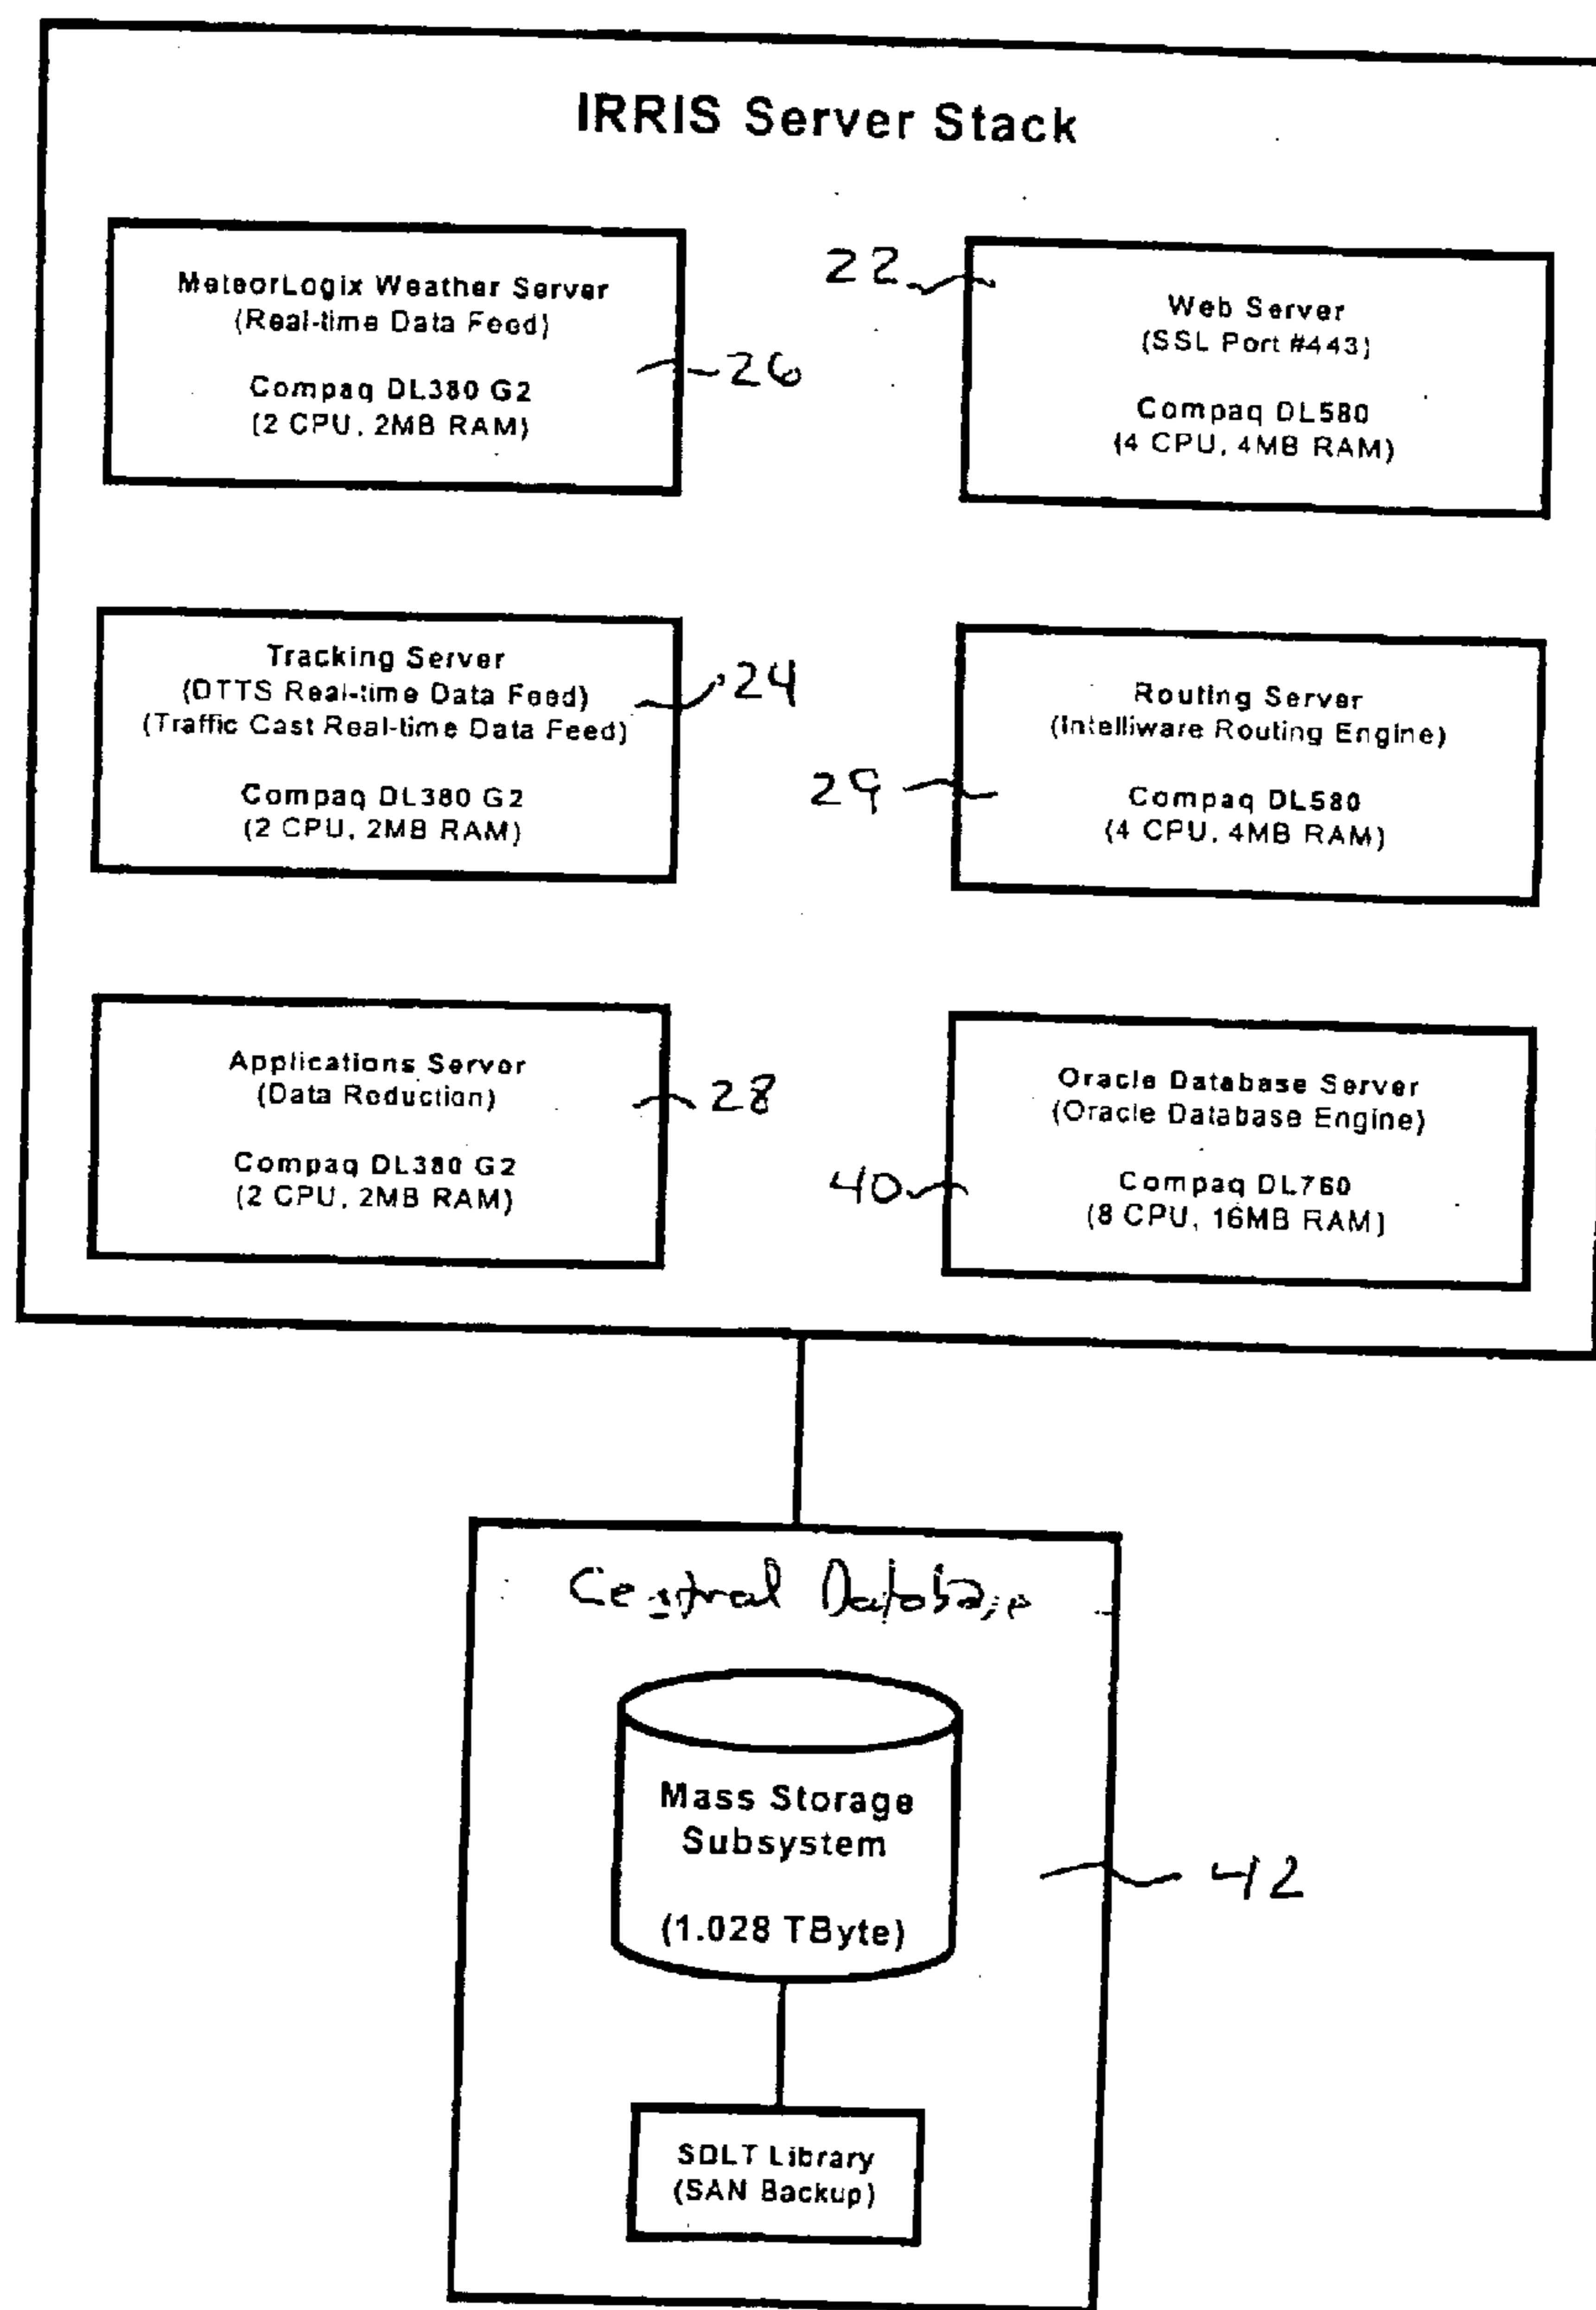 IRRIS Server Stack
MeteorLogix Weather Server
(Real-time Data Feed)
Compaq DL380 G2
(2 CPU, 2MB RAM)
26
22
Web Server
(SSL Port #443)
Compaq DL580
(4 CPU, 4MB RAM)
Tracking Server
(DTTS Real-time Data Feed)
(Traffic Cast Real-time Data Feed)
Compaq DL380 G2
(2 CPU, 2MB RAM)
24
29
Routing Server
(Intelliware Routing Engine)
Compaq DL580
(4 CPU, 4MB RAM)
Applications Server
(Data Reduction)
Compaq DL380 G2
(2 CPU, 2MB RAM)
28
40
Oracle Database Server
(Oracle Database Engine)
Compaq DL760
(8 CPU, 16MB RAM)
Central Database
Mass Storage
Subsystem
(1.028 TByte)
42
SDLT Library
(SAN Backup)